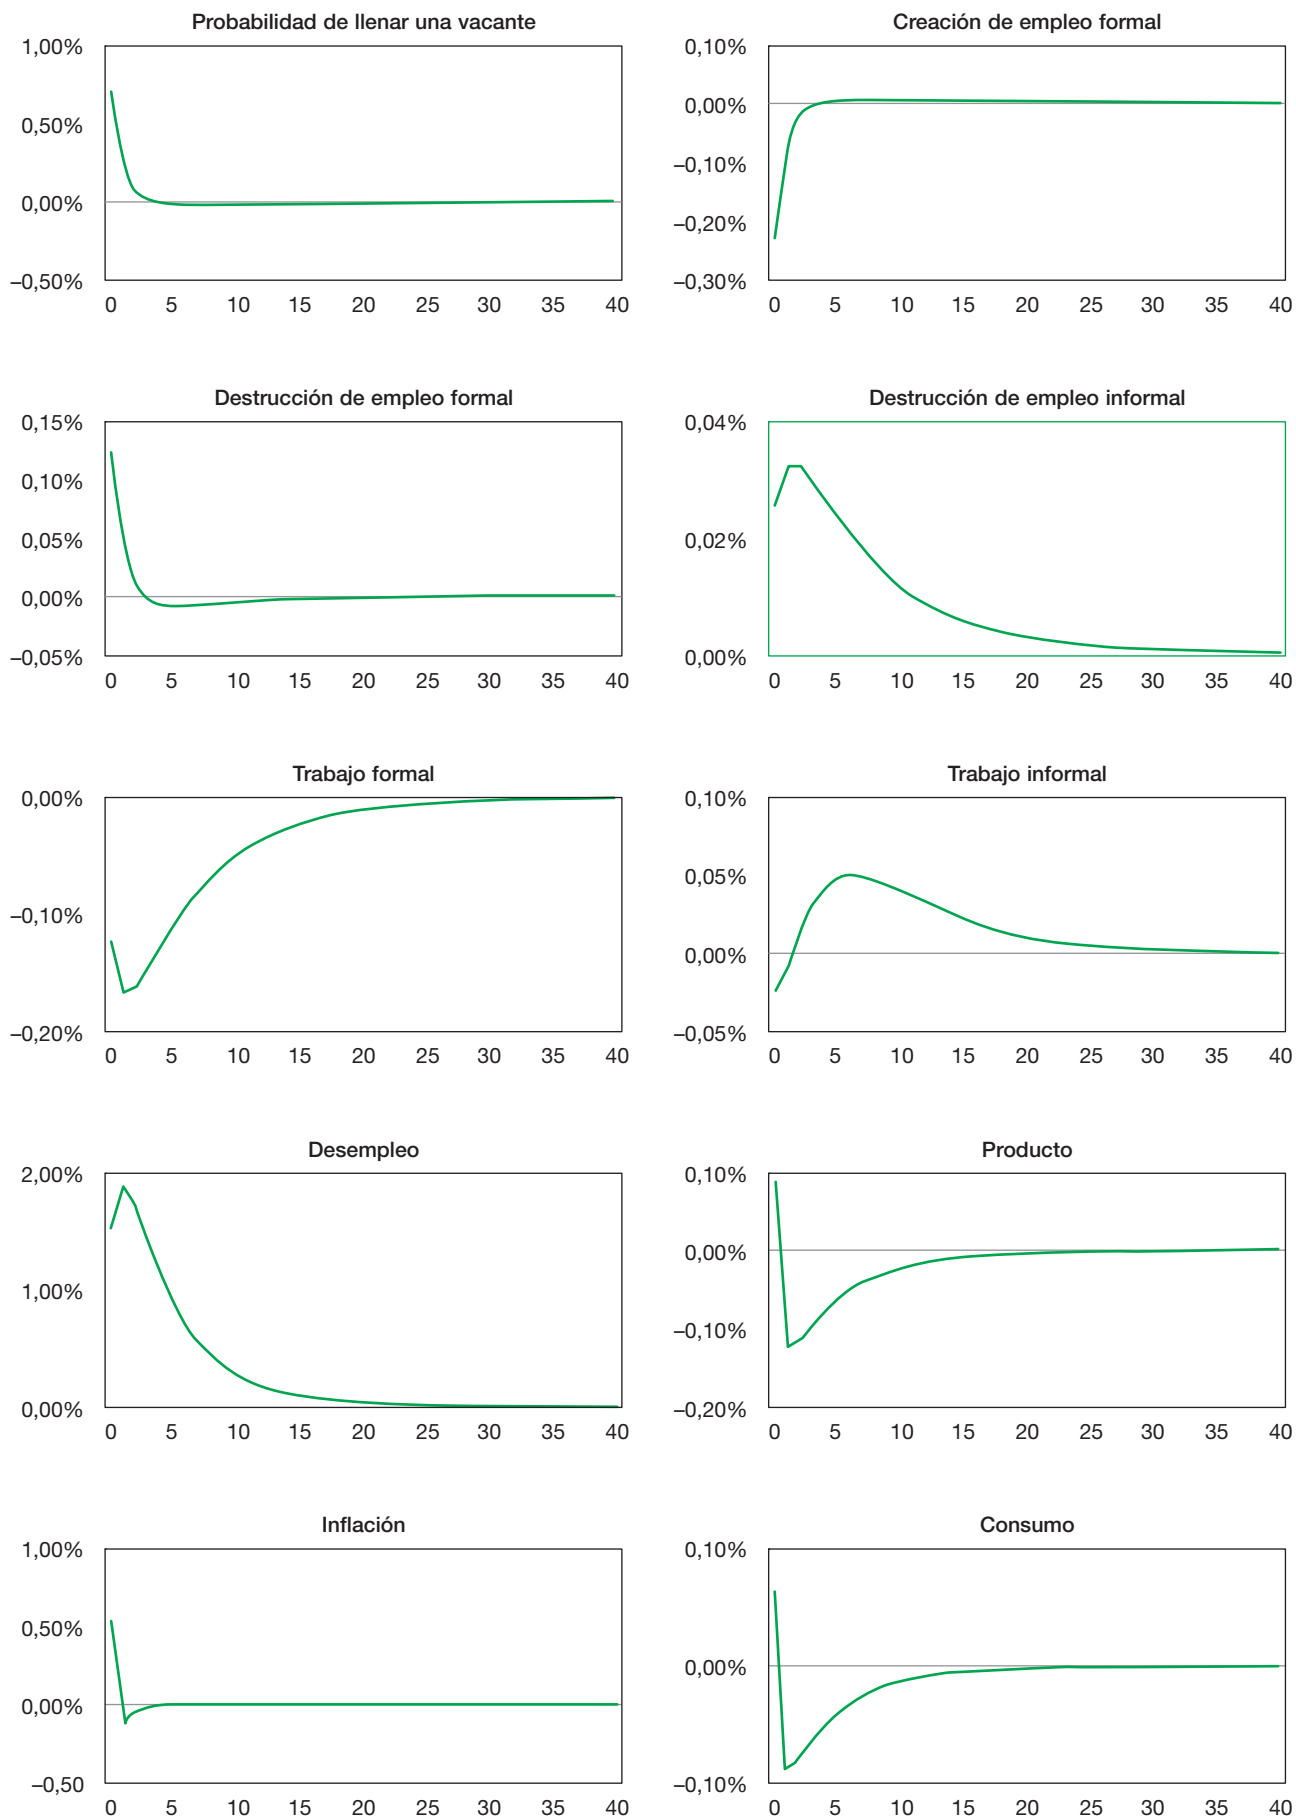 Probabilidad de llenar una vacante
1,00%
0,50%
0,00%
–0,50%
0 5 10 15 20 25 30 35 40
Creación de empleo formal
0,10%
0,00%
–0,10%
–0,20%
–0,30%
0 5 10 15 20 25 30 35 40
Destrucción de empleo formal
0,15%
0,10%
0,05%
0,00%
–0,05%
0 5 10 15 20 25 30 35 40
Destrucción de empleo informal
0,04%
0,02%
0,00%
0 5 10 15 20 25 30 35 40
Trabajo formal
0,00%
–0,10%
–0,20%
0 5 10 15 20 25 30 35 40
Trabajo informal
0,10%
0,05%
0,00%
–0,05%
0 5 10 15 20 25 30 35 40
Desempleo
2,00%
1,00%
0,00%
0 5 10 15 20 25 30 35 40
Producto
0,10%
0,00%
–0,10%
–0,20%
0 5 10 15 20 25 30 35 40
Inflación
1,00%
0,50%
0,00%
–0,50
0 5 10 15 20 25 30 35 40
Consumo
0,10%
0,00%
–0,10%
0 5 10 15 20 25 30 35 40